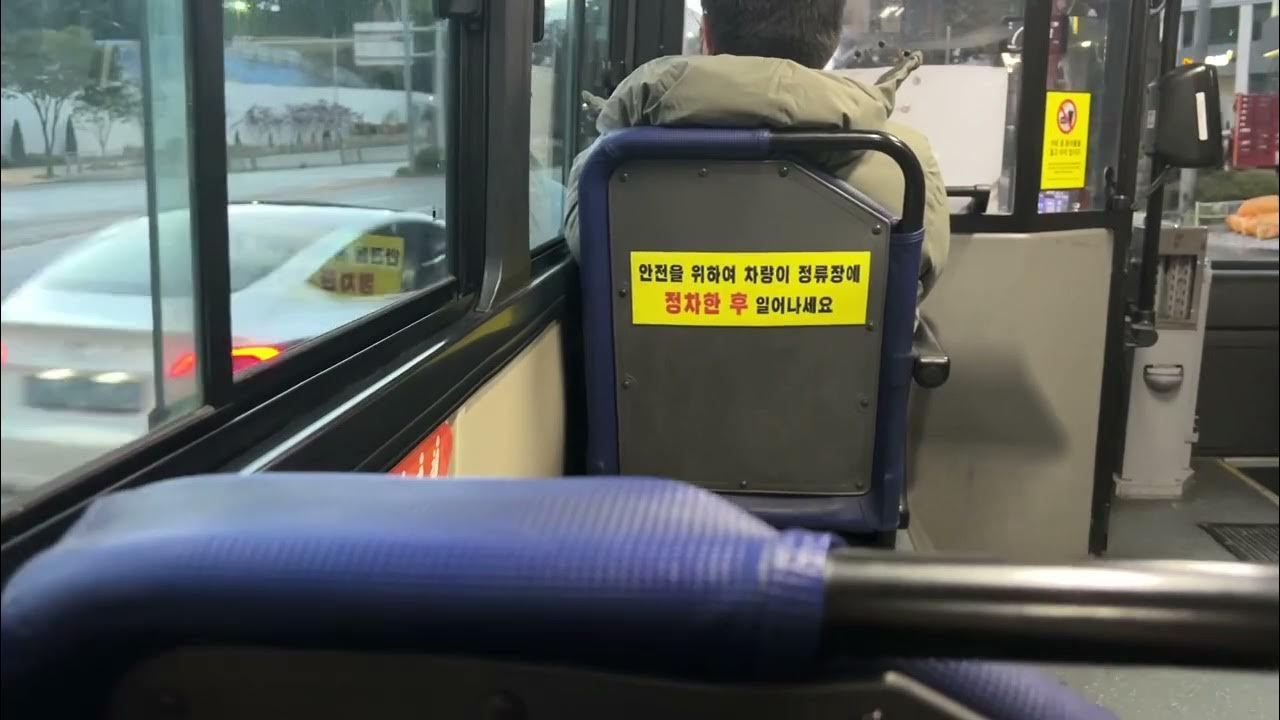 안전을 위하여 차량이 정류장에
정차한 후 일어나세요